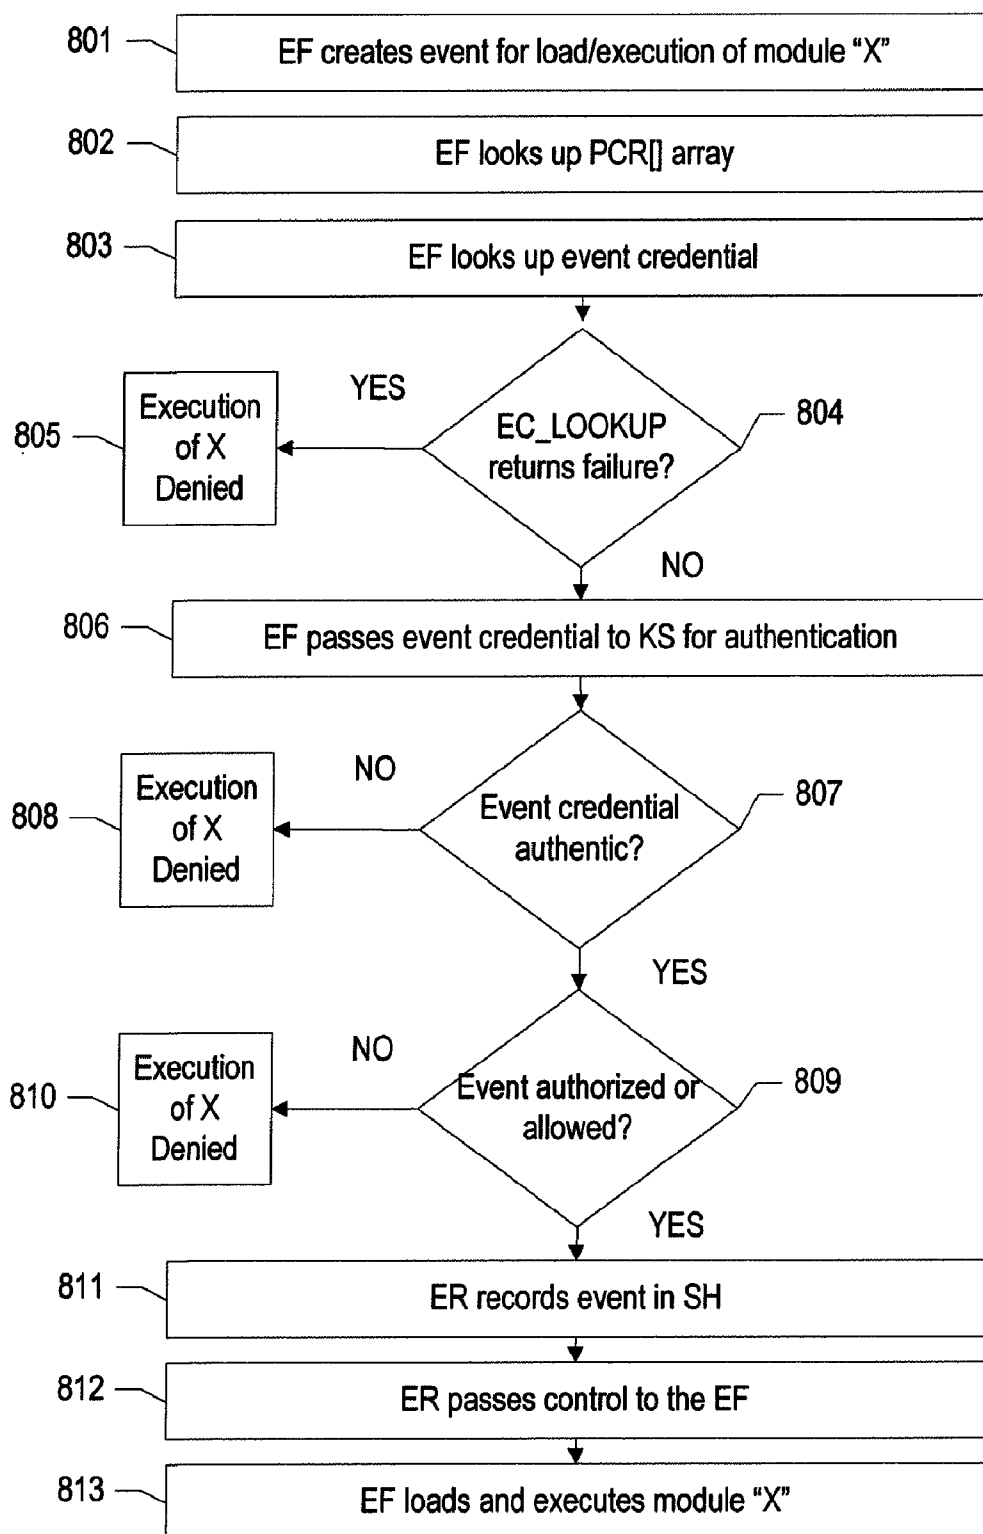 801
EF creates event for load/execution of module “X”
802
EF looks up PCR[] array
803
EF looks up event credential
YES
804
805
Execution
of X
Denied
EC_LOOKUP
returns failure?
NO
806
EF passes event credential to KS for authentication
NO
807
808
Execution
of X
Denied
Event credential
authentic?
YES
NO
809
810
Execution
of X
Denied
Event authorized or
allowed?
YES
811
ER records event in SH
812
ER passes control to the EF
813
EF loads and executes module “X”